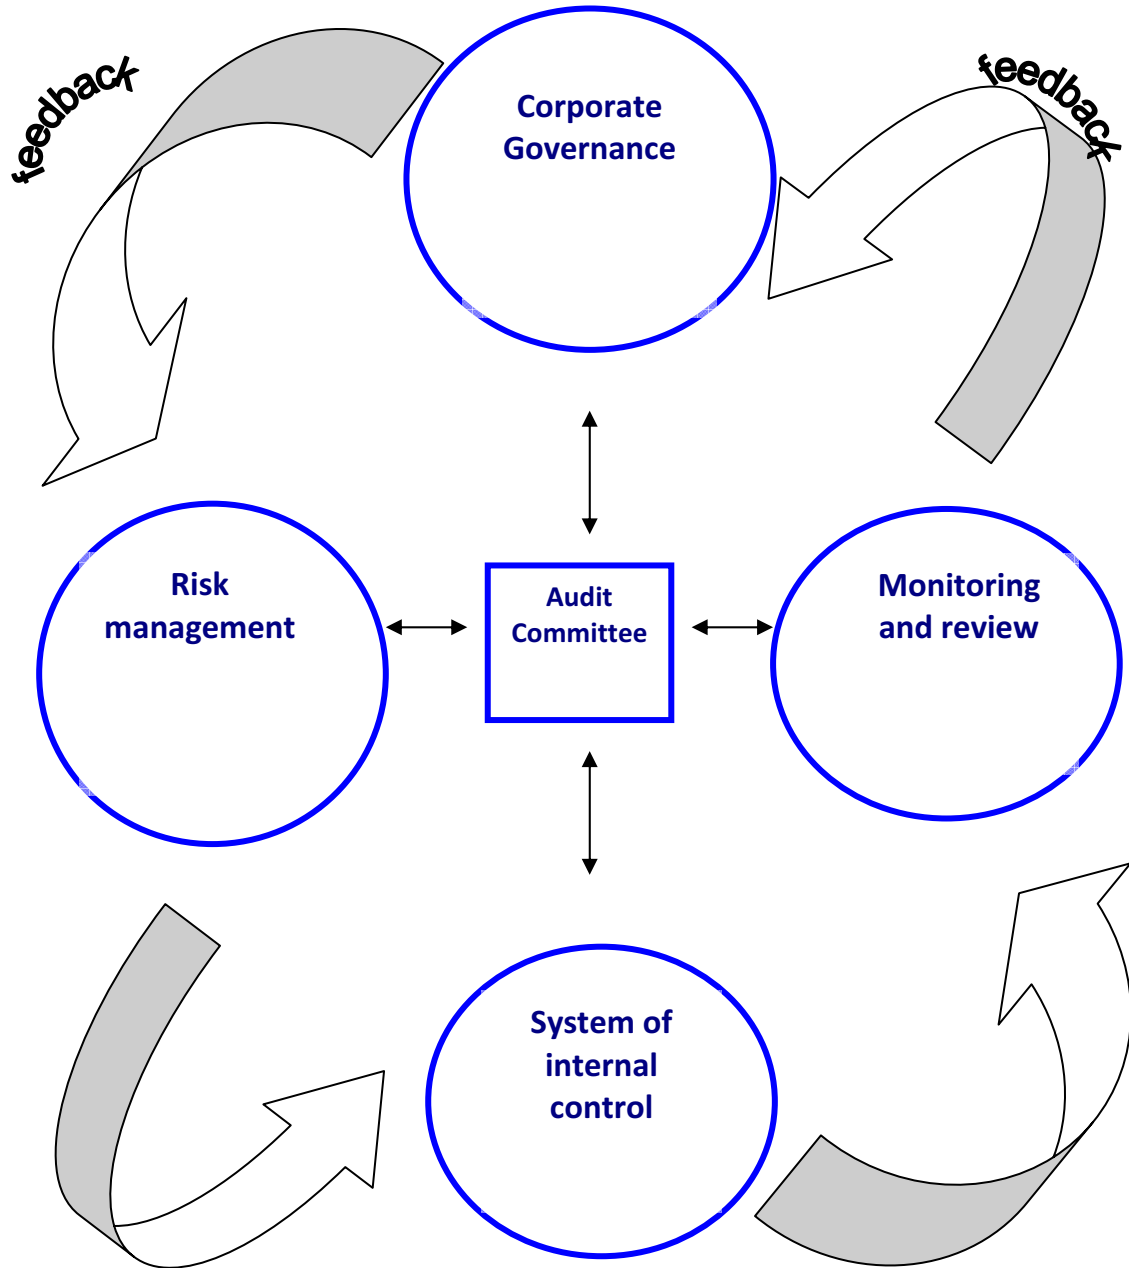 feedback
feedback
Corporate
Governance
Risk
management
Audit
Committee
Monitoring
and review
System of
internal
control